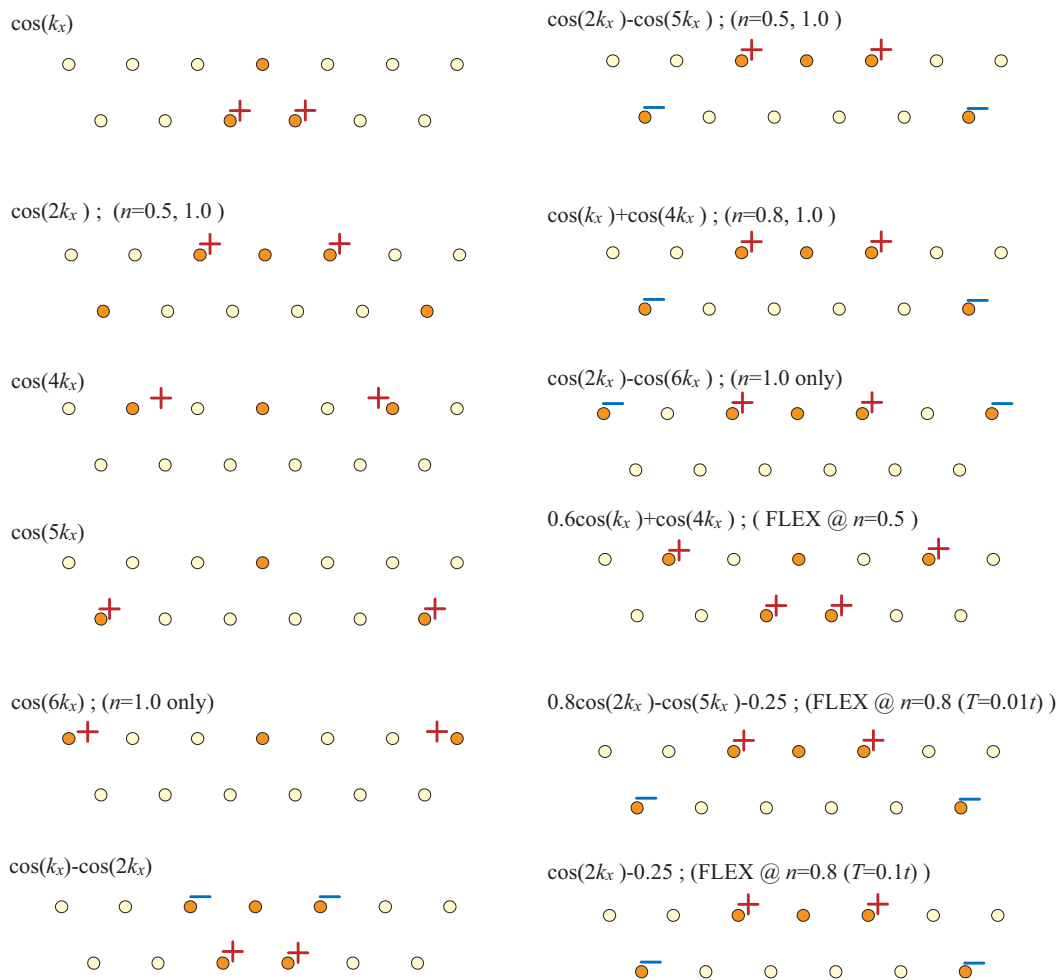 cos(kx)
cos(2kx) ; (n=0.5, 1.0 )
cos(4kx)
cos(5kx)
cos(6kx) ; (n=1.0 only)
cos(kx)-cos(2kx)
cos(2kx )-cos(5kx) ; (n=0.5, 1.0 )
cos(kx )+cos(4kx ) ; (n=0.8, 1.0 )
cos(2kx )-cos(6kx ) ; (n=1.0 only)
0.6cos(kx )+cos(4kx ) ; ( FLEX @ n=0.5 )
0.8cos(2kx )-cos(5kx )-0.25 ; (FLEX @ n=0.8 (T=0.01t) )
cos(2kx )-0.25 ; (FLEX @ n=0.8 (T=0.1t) )